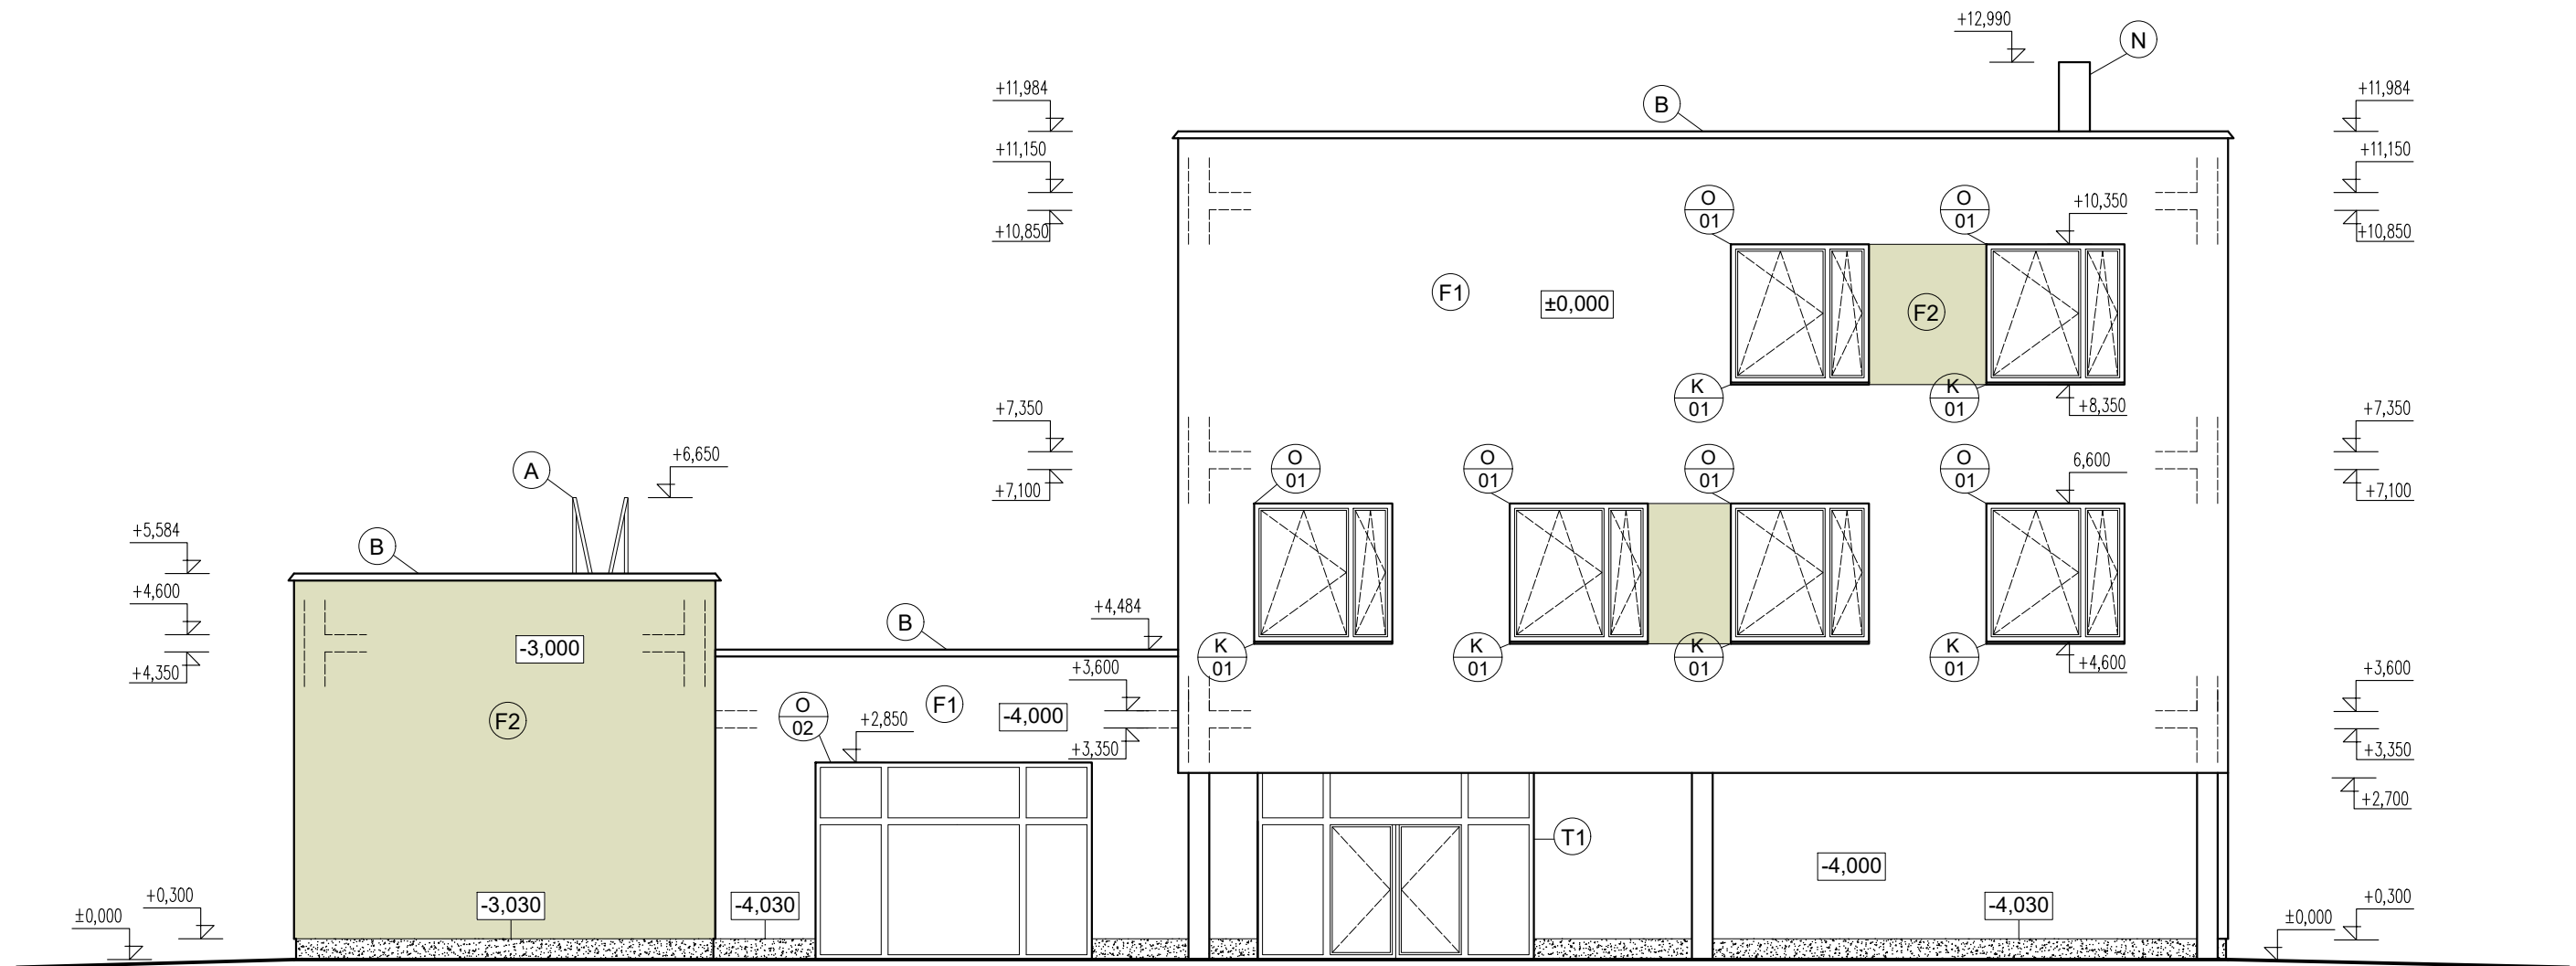 +12,990
N
+11,984
B
+11,984
+11,150
+11,150
O
01
O
01
+10,350
+10,850
+10,850
F1
±0,000
F2
K
01
K
01
+8,350
+7,350
+7,350
A
+6,650
O
01
O
01
O
01
O
01
6,600
+7,100
+7,100
+5,584
B
+4,600
B
+4,484
-3,000
K
01
K
01
K
01
K
01
+4,600
+4,350
+3,600
+3,600
F2
O
02
+2,850
F1
-4,000
+3,350
+3,350
+2,700
T1
-4,000
+0,300
-3,030
-4,030
-4,030
+0,300
±0,000
±0,000